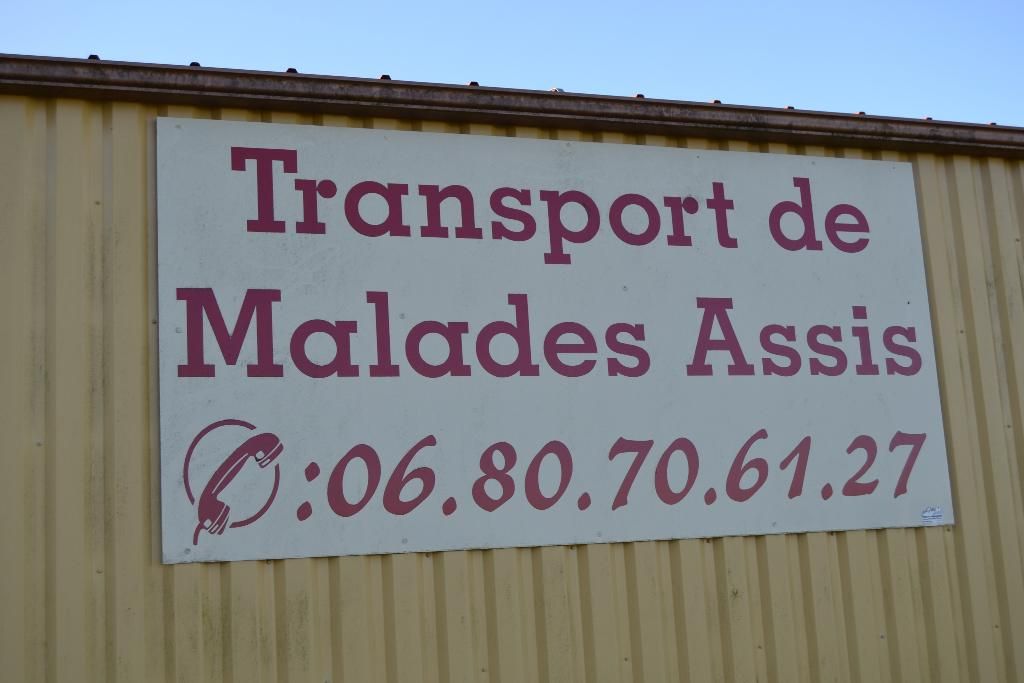 Transport de
Malades Assis
:06.80.70.61.27